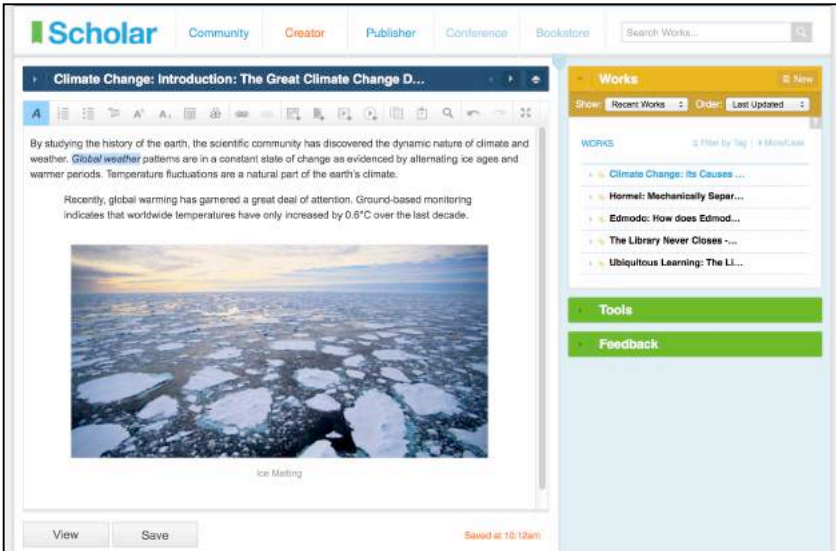 Scholar
Community
Creator
Publisher
Conference
Bookstore
Search Works...
Climate Change: Introduction: The Great Climate Change D...
Works
New
Show:
Recent Works
Order:
Last Updated
By studying the history of the earth, the scientific community has discovered the dynamic nature of climate and
weather. Global weather patterns are in a constant state of change as evidenced by alternating ice ages and
warmer periods. Temperature fluctuations are a natural part of the earth's climate.
Recently, global warming has garnered a great deal of attention. Ground-based monitoring
indicates that worldwide temperatures have only increased by 0.6°C over the last decade.
Ice Melting
View
Save
Saved at 10:12am
WORKS
Filter by Tag
More/Less
Climate Change: Its Causes ...
Hormel: Mechanically Separ...
Edmodo: How does Edmod...
The Library Never Closes -...
Ubiquitous Learning: The Li...
Tools
Feedback